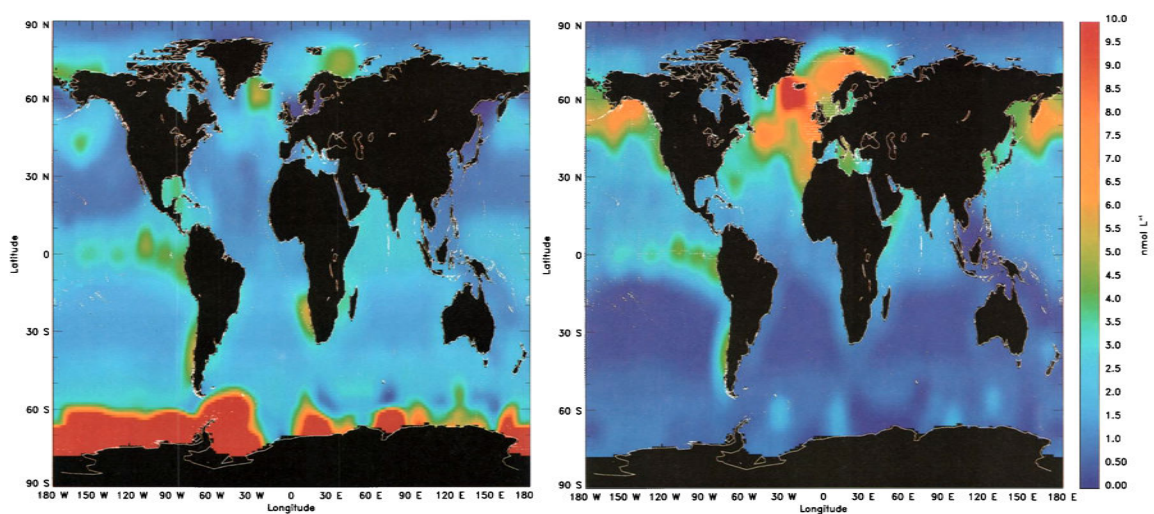 90 N
60 N
30 N
0
30 S
60 S
90 S
Latitude
180 W 150 W 120 W 90 W 60 W 30 W 0 30 E 60 E 90 E 120 E 150 E
Longitude
90 N
60 N
30 N
0
30 S
60 S
90 S
Latitude
180 W 150 W 120 W 90 W 60 W 30 W 0 30 E 60 E 90 E 120 E 150 E 180 E
Longitude
10.0
9.5
9.0
8.5
8.0
7.5
7.0
6.5
6.0
5.5
5.0
4.5
4.0
3.5
3.0
2.5
2.0
1.5
1.0
0.50
0.00
nmol L⁻¹